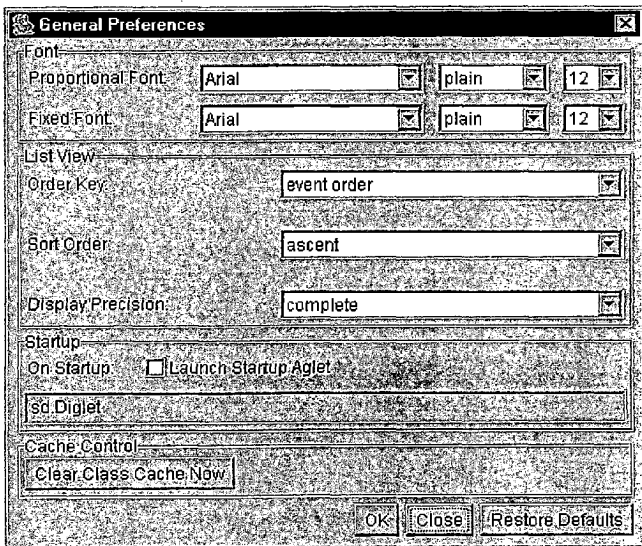 General Preferences
Font
Proportional Font: Arial plain 12
Fixed Font: Arial plain 12
List View
Order Key: event order
Sort Order ascent
Display Precision: complete
Startup
On Startup: Launch Startup Aglet
sd.Diglet
Cache Control
Clear Class Cache Now
OK Close Restore Defaults